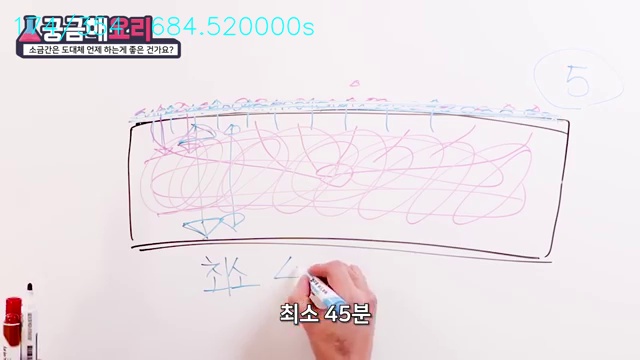 684.520000s
궁금해요리
소금간은 도대체 언제 하는게 좋은 건가요?
5
최소 4
최소 45분